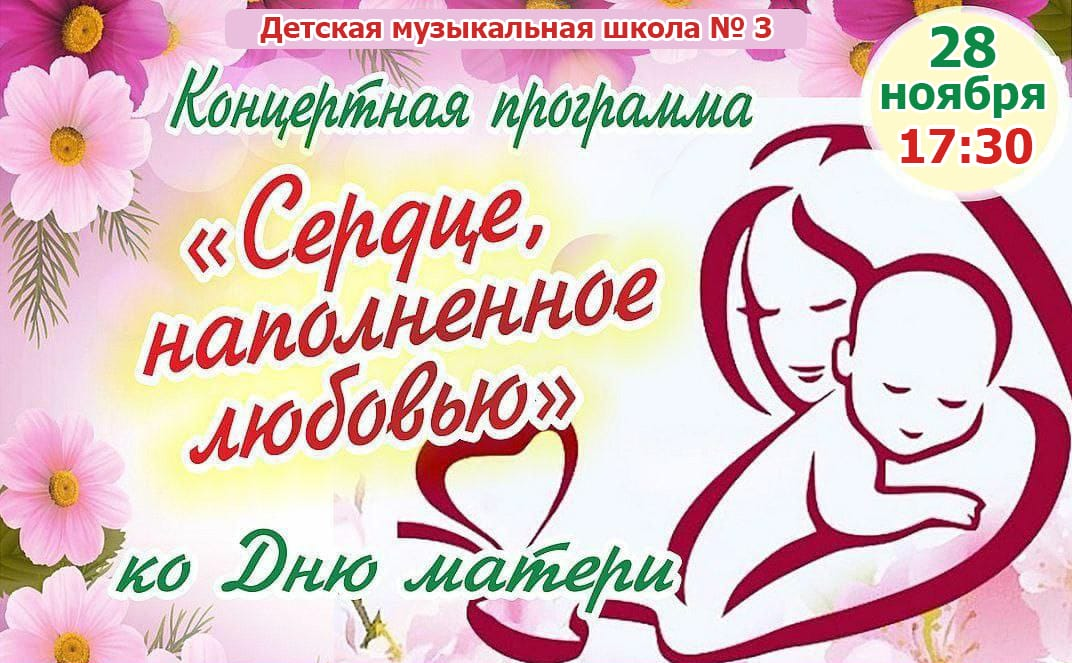 Детская музыкальная школа № 3
28
ноября
17:30
Концертная программа
«Сердце,
наполненное
любовью»
ко Дню матери